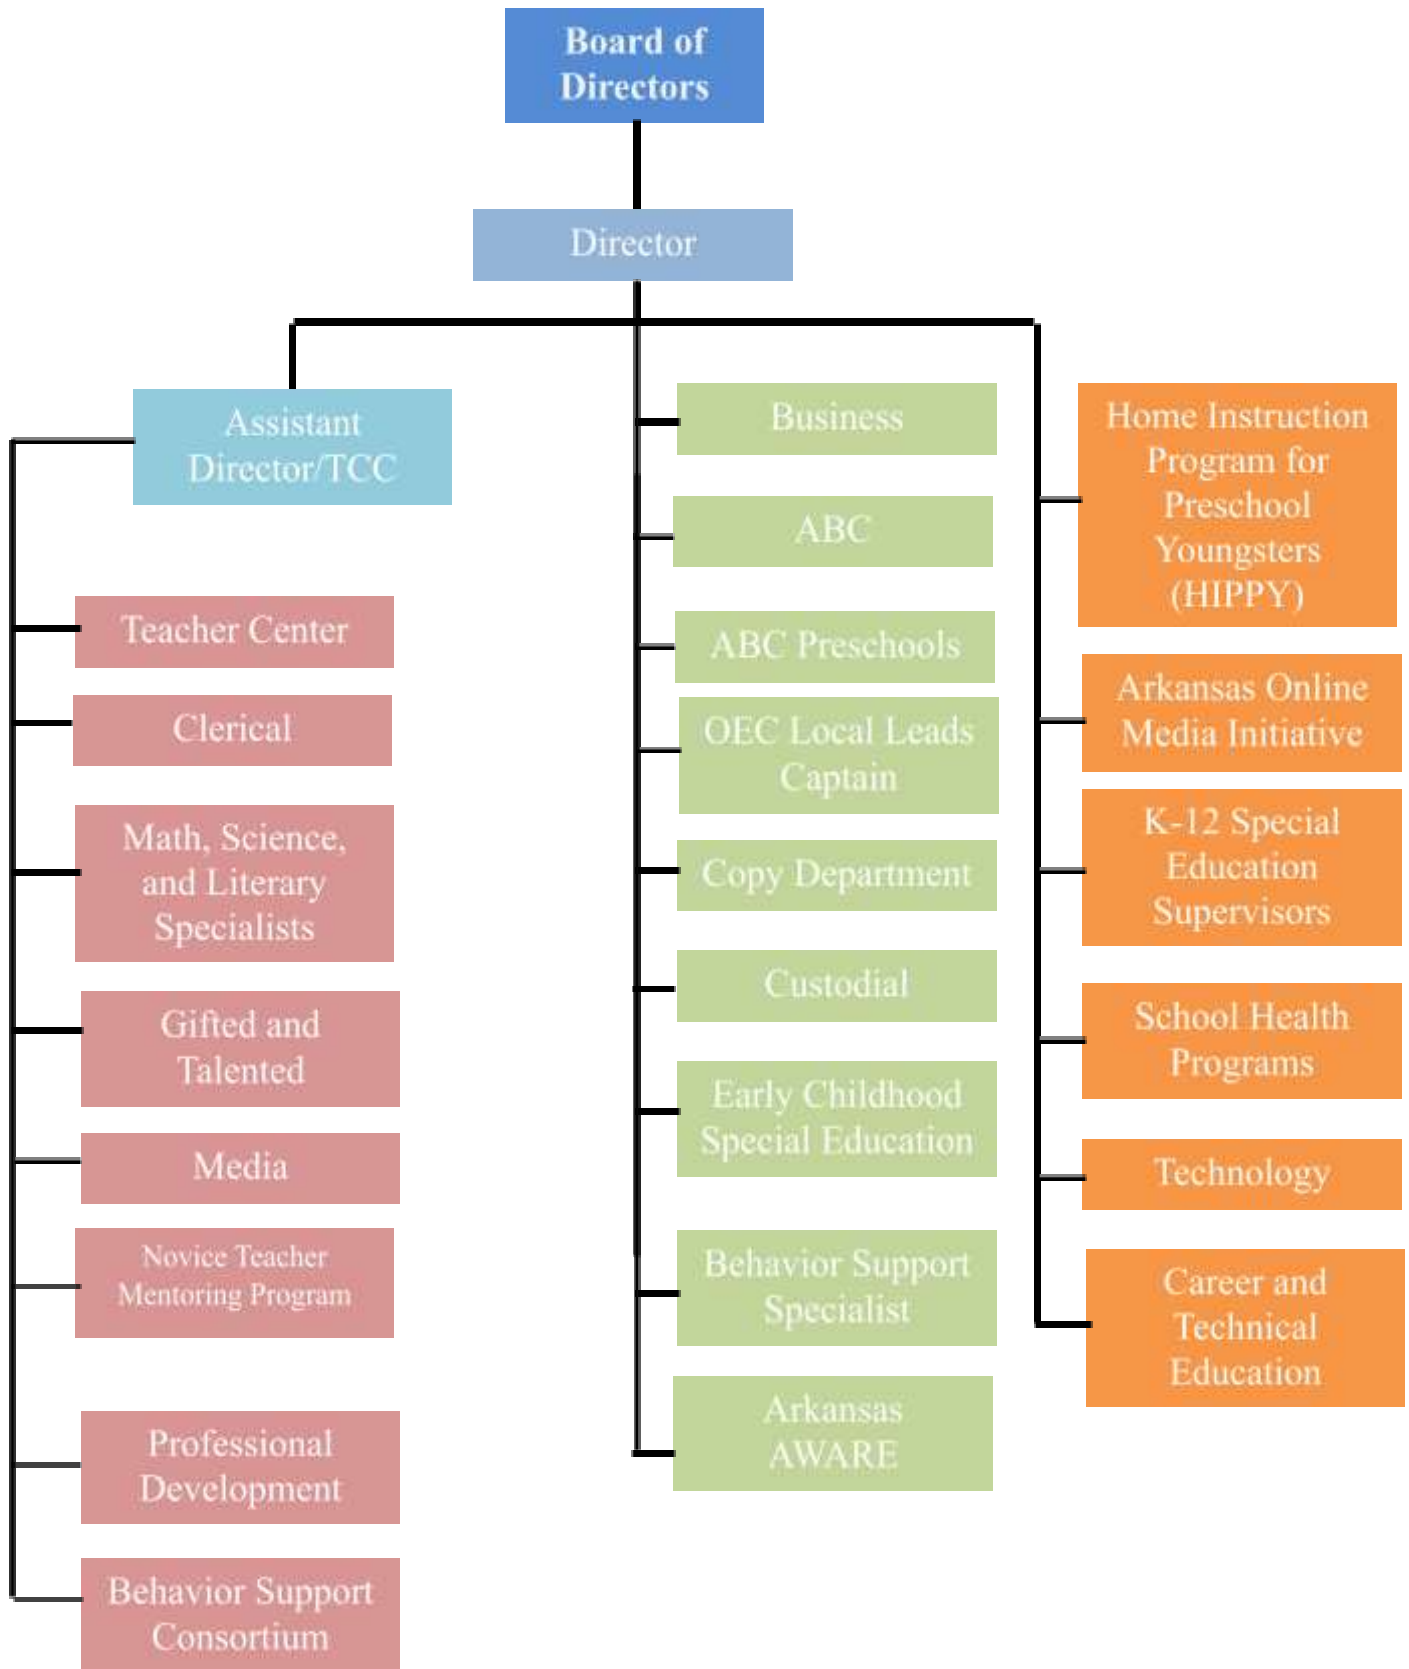 Board of
Directors
Director
Assistant
Director/TCC
Teacher Center
Clerical
Math, Science,
and Literary
Specialists
Gifted and
Talented
Media
Novice Teacher
Mentoring Program
Professional
Development
Behavior Support
Consortium
Business
ABC
ABC Preschools
OEC Local Leads
Captain
Copy Department
Custodial
Early Childhood
Special Education
Behavior Support
Specialist
Arkansas
AWARE
Home Instruction
Program for
Preschool
Youngsters
(HIPPY)
Arkansas Online
Media Initiative
K-12 Special
Education
Supervisors
School Health
Programs
Technology
Career and
Technical
Education